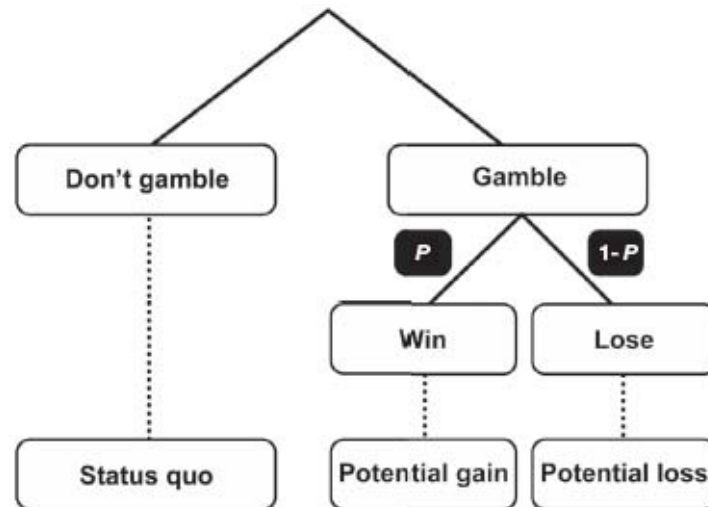 Don't gamble
Gamble
P
1-P
Win
Lose
Status quo
Potential gain
Potential loss